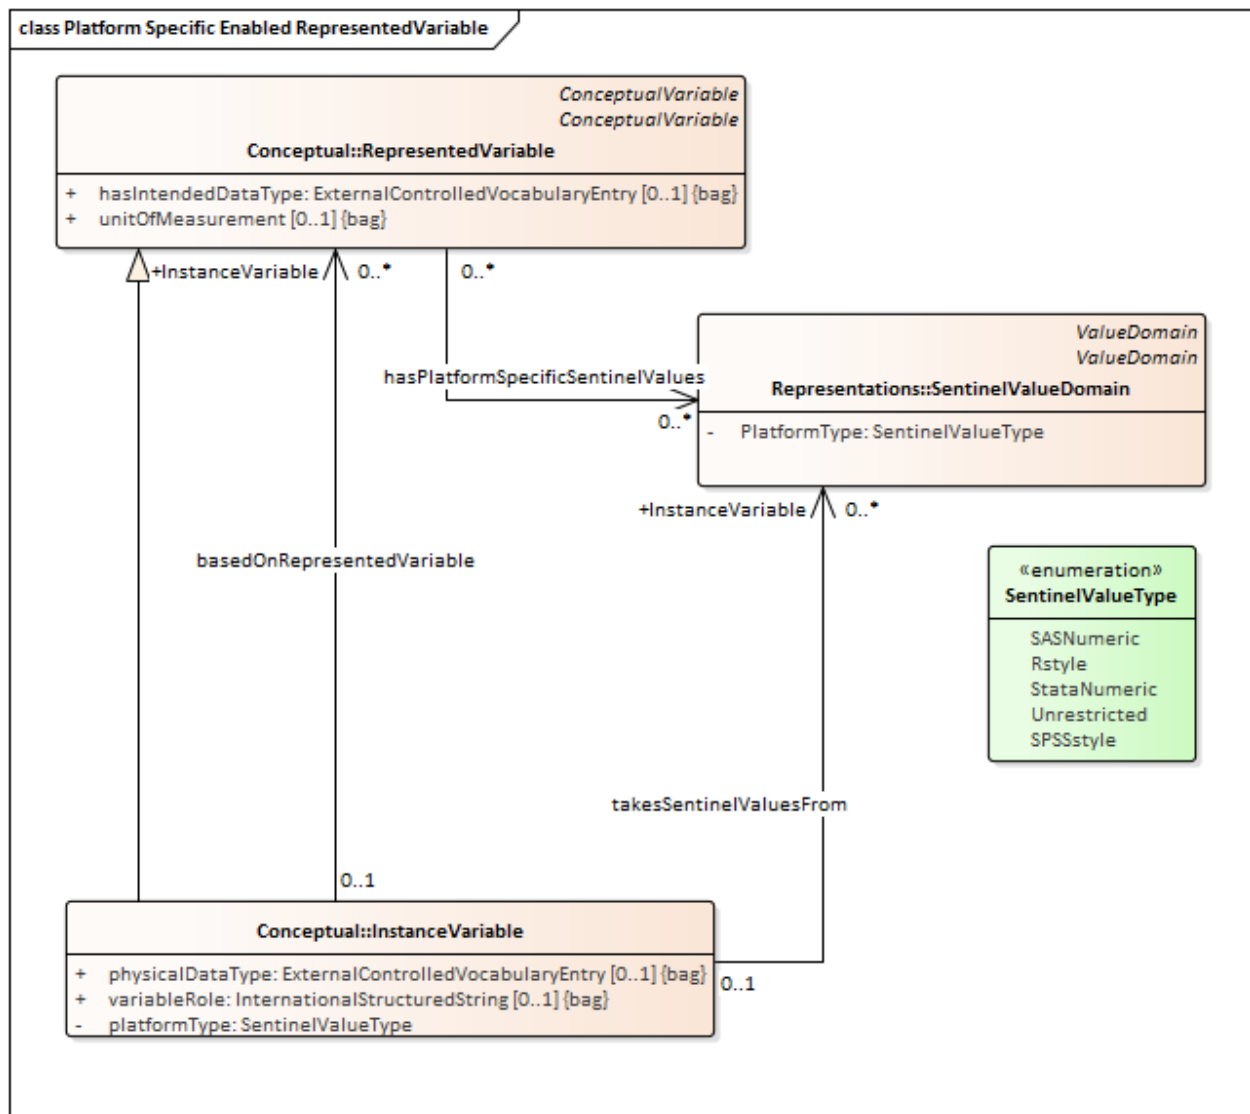 class Platform Specific Enabled RepresentedVariable
ConceptualVariable
ConceptualVariable
Conceptual::RepresentedVariable
+ hasIntendedDataType: ExternalControlledVocabularyEntry [0..1] {bag}
+ unitOfMeasurement [0..1] {bag}
+InstanceVariable 0..* 0..*
ValueDomain
ValueDomain
Representations::SentinelValueDomain
- PlatformType: SentinelValueType
hasPlatformSpecificSentinelValues
0..*
+InstanceVariable 0..*
basedOnRepresentedVariable
«enumeration»
SentinelValueType
SASNumeric
Rstyle
StataNumeric
Unrestricted
SPSSstyle
takesSentinelValuesFrom
0..1
Conceptual::InstanceVariable
+ physicalDataType: ExternalControlledVocabularyEntry [0..1] {bag}
+ variableRole: InternationalStructuredString [0..1] {bag}
- platformType: SentinelValueType
0..1